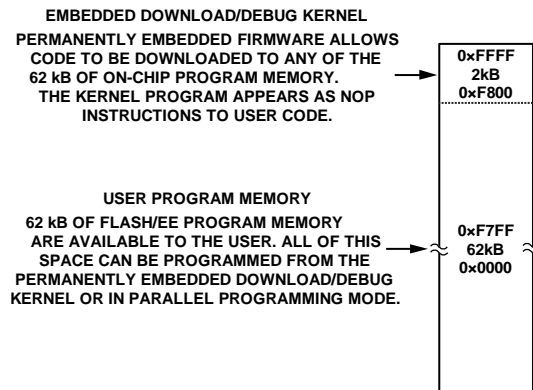 EMBEDDED DOWNLOAD/DEBUG KERNEL
PERMANENTLY EMBEDDED FIRMWARE ALLOWS
CODE TO BE DOWNLOADED TO ANY OF THE
62 kB OF ON-CHIP PROGRAM MEMORY.
THE KERNEL PROGRAM APPEARS AS NOP
INSTRUCTIONS TO USER CODE.
0×FFFF
2kB
0×F800
USER PROGRAM MEMORY
62 kB OF FLASH/EE PROGRAM MEMORY
ARE AVAILABLE TO THE USER. ALL OF THIS
SPACE CAN BE PROGRAMMED FROM THE
PERMANENTLY EMBEDDED DOWNLOAD/DEBUG
KERNEL OR IN PARALLEL PROGRAMMING MODE.
0×F7FF
62kB
0×0000